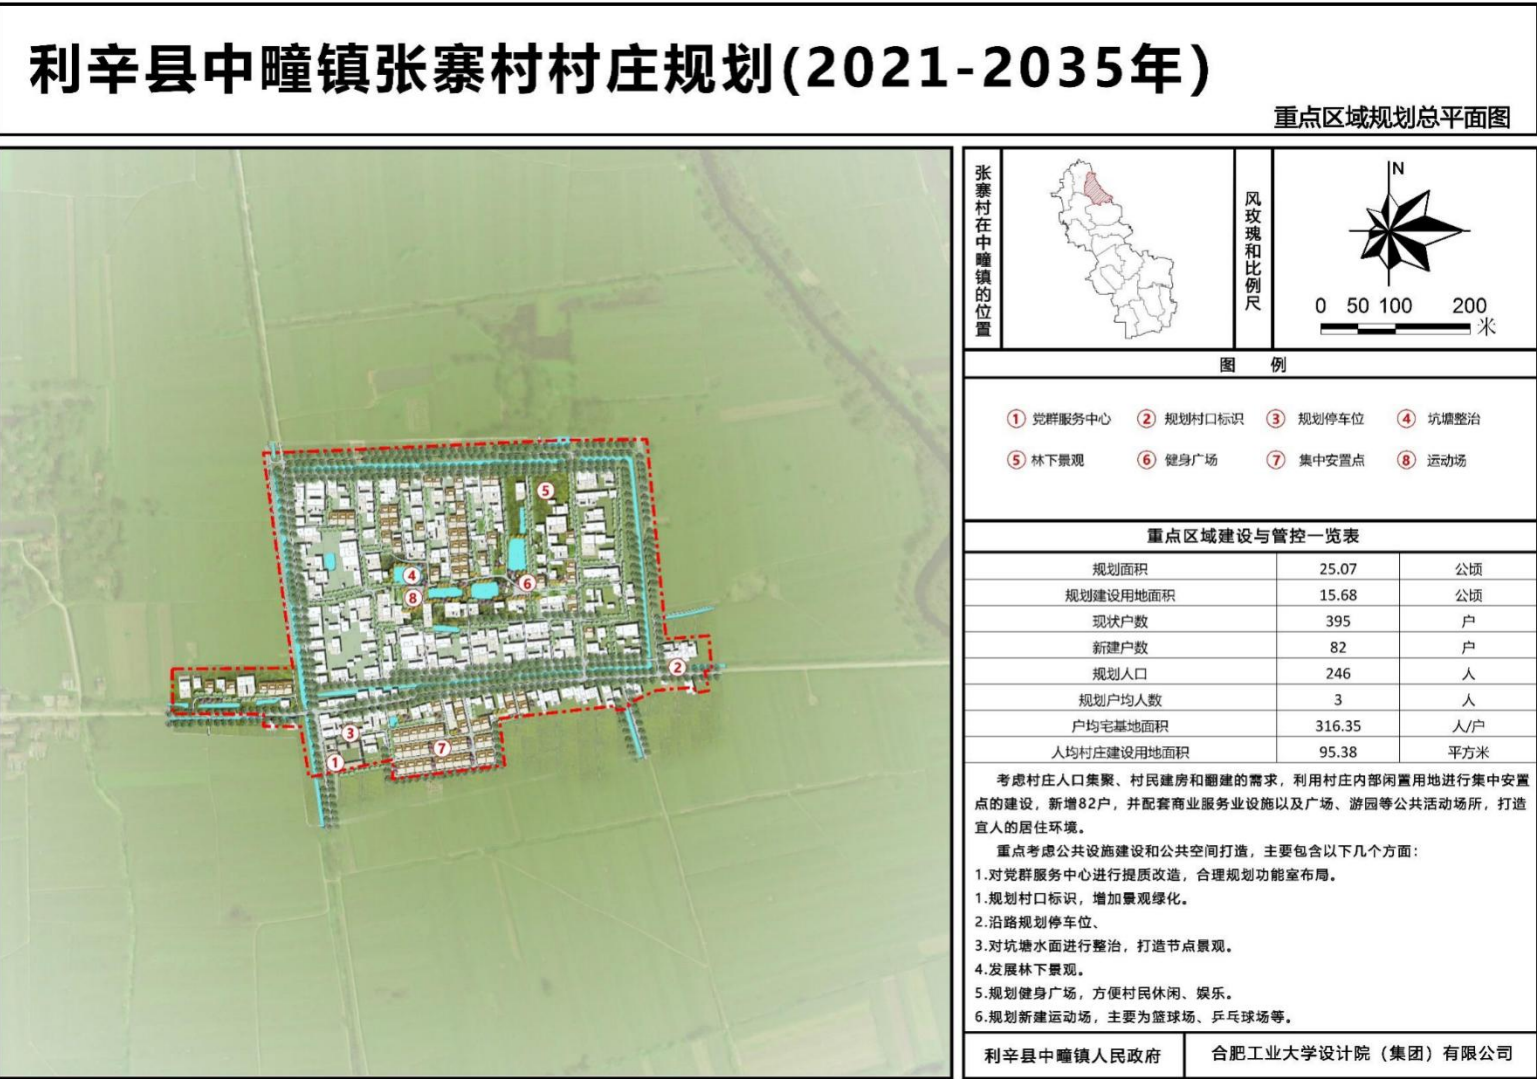 利辛县中疃镇张寨村村庄规划(2021-2035年)
重点区域规划总平面图
张寨村在中疃镇的位置
风玫瑰和比例尺
N
0 50 100 200
米
图 例
① 党群服务中心 ② 规划村口标识 ③ 规划停车位 ④ 坑塘整治
⑤ 林下景观 ⑥ 健身广场 ⑦ 集中安置点 ⑧ 运动场
5
4
6
8
2
3
7
1
重点区域建设与管控一览表
规划面积 25.07 公顷
规划建设用地面积 15.68 公顷
现状户数 395 户
新建户数 82 户
规划人口 246 人
规划户均人数 3 人
户均宅基地面积 316.35 人/户
人均村庄建设用地面积 95.38 平方米
考虑村庄人口集聚、村民建房和翻建的需求，利用村庄内部闲置用地进行集中安置
点的建设，新增82户，并配套商业服务业设施以及广场、游园等公共活动场所，打造
宜人的居住环境。
重点考虑公共设施建设和公共空间打造，主要包含以下几个方面：
1.对党群服务中心进行提质改造，合理规划功能室布局。
1.规划村口标识，增加景观绿化。
2.沿路规划停车位、
3.对坑塘水面进行整治，打造节点景观。
4.发展林下景观。
5.规划健身广场，方便村民休闲、娱乐。
6.规划新建运动场，主要为篮球场、乒乓球场等。
利辛县中疃镇人民政府
合肥工业大学设计院（集团）有限公司